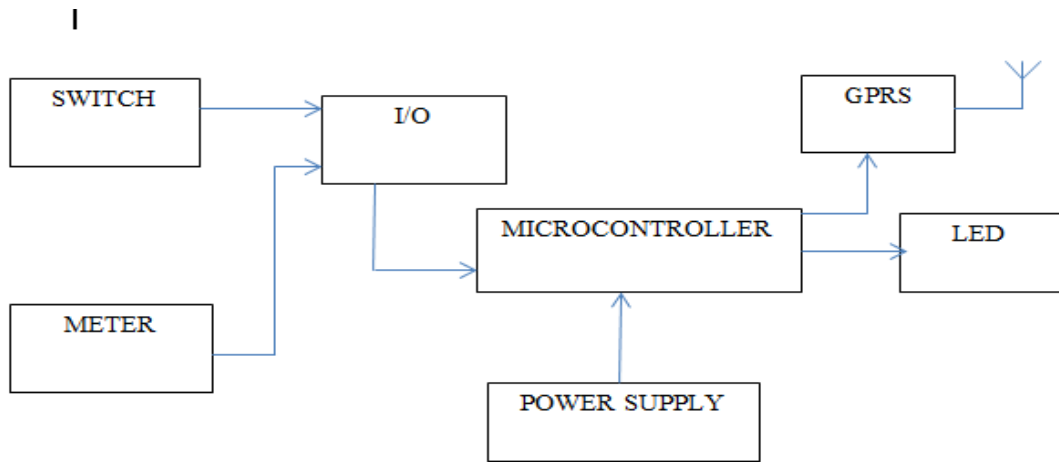 I
SWITCH
I/O
GPRS
MICROCONTROLLER
LED
METER
POWER SUPPLY